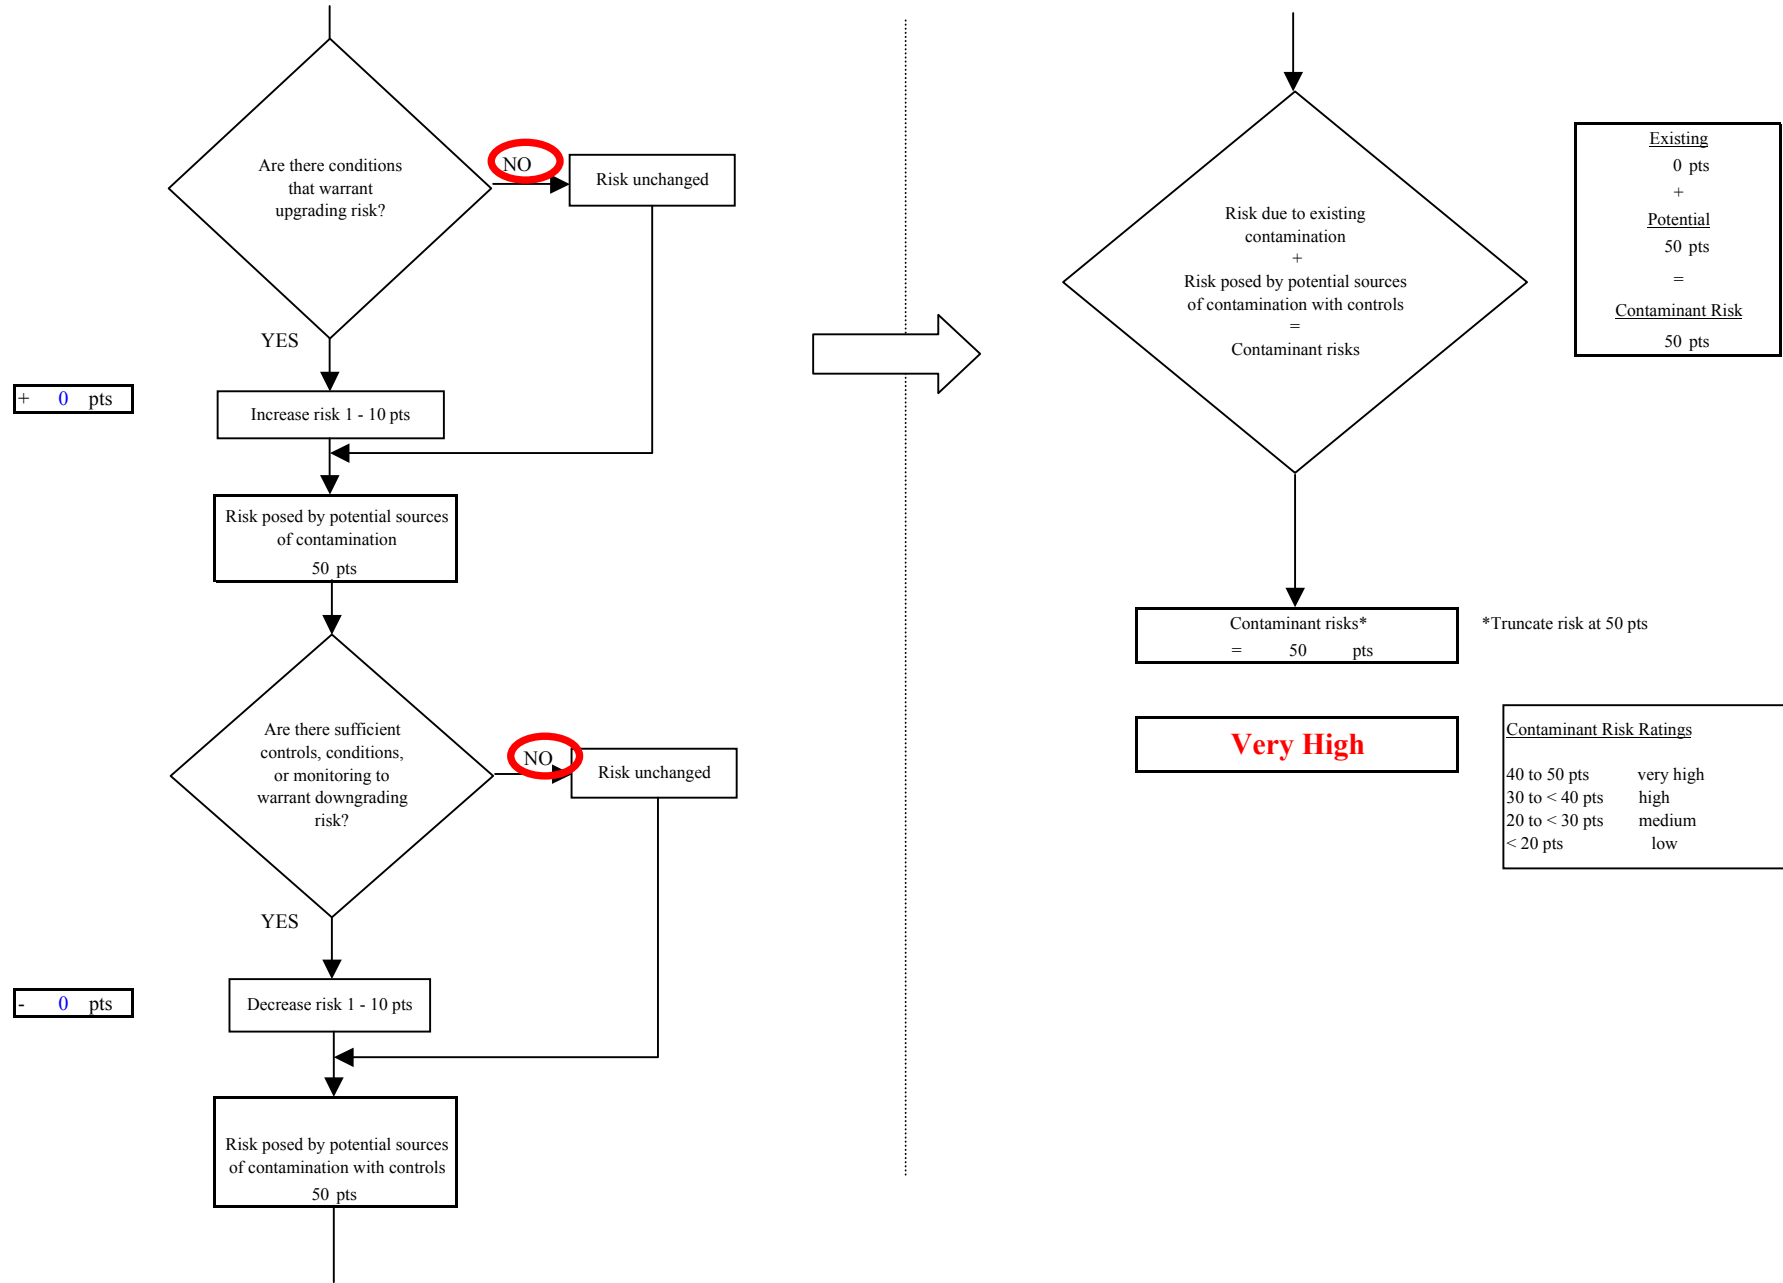 Are there conditions
that warrant
upgrading risk?
NO
Risk unchanged
YES
+ 0 pts
Increase risk 1 - 10 pts
Risk posed by potential sources
of contamination
50 pts
Are there sufficient
controls, conditions,
or monitoring to
warrant downgrading
risk?
NO
Risk unchanged
YES
- 0 pts
Decrease risk 1 - 10 pts
Risk posed by potential sources
of contamination with controls
50 pts
Risk due to existing
contamination
+
Risk posed by potential sources
of contamination with controls
=
Contaminant risks
Existing
0 pts
+
Potential
50 pts
=
Contaminant Risk
50 pts
Contaminant risks*
= 50 pts
*Truncate risk at 50 pts
Very High
Contaminant Risk Ratings
40 to 50 pts very high
30 to < 40 pts high
20 to < 30 pts medium
< 20 pts low